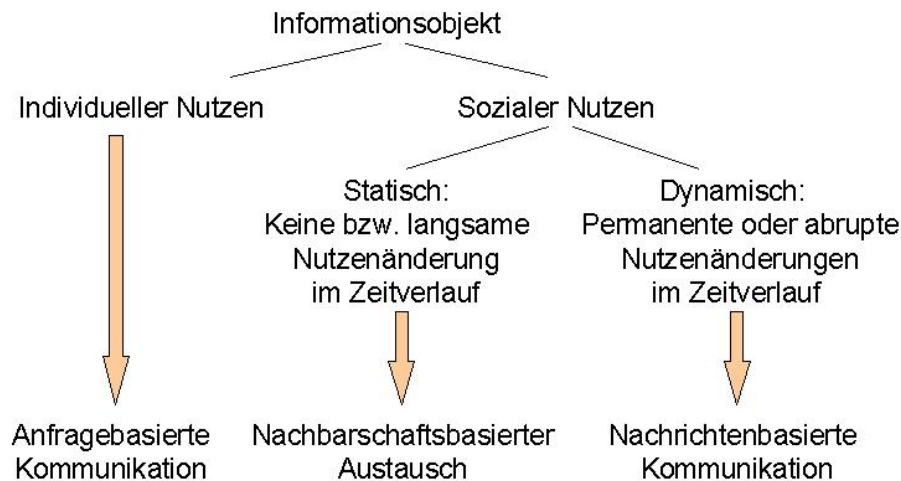 Informationsobjekt
Individueller Nutzen
Sozialer Nutzen
Statisch:
Keine bzw. langsame
Nutzenänderung
im Zeitverlauf
Dynamisch:
Permanente oder abrupte
Nutzenänderungen
im Zeitverlauf
Anfragebasierte
Kommunikation
Nachbarschaftsbasierter
Austausch
Nachrichtenbasierte
Kommunikation